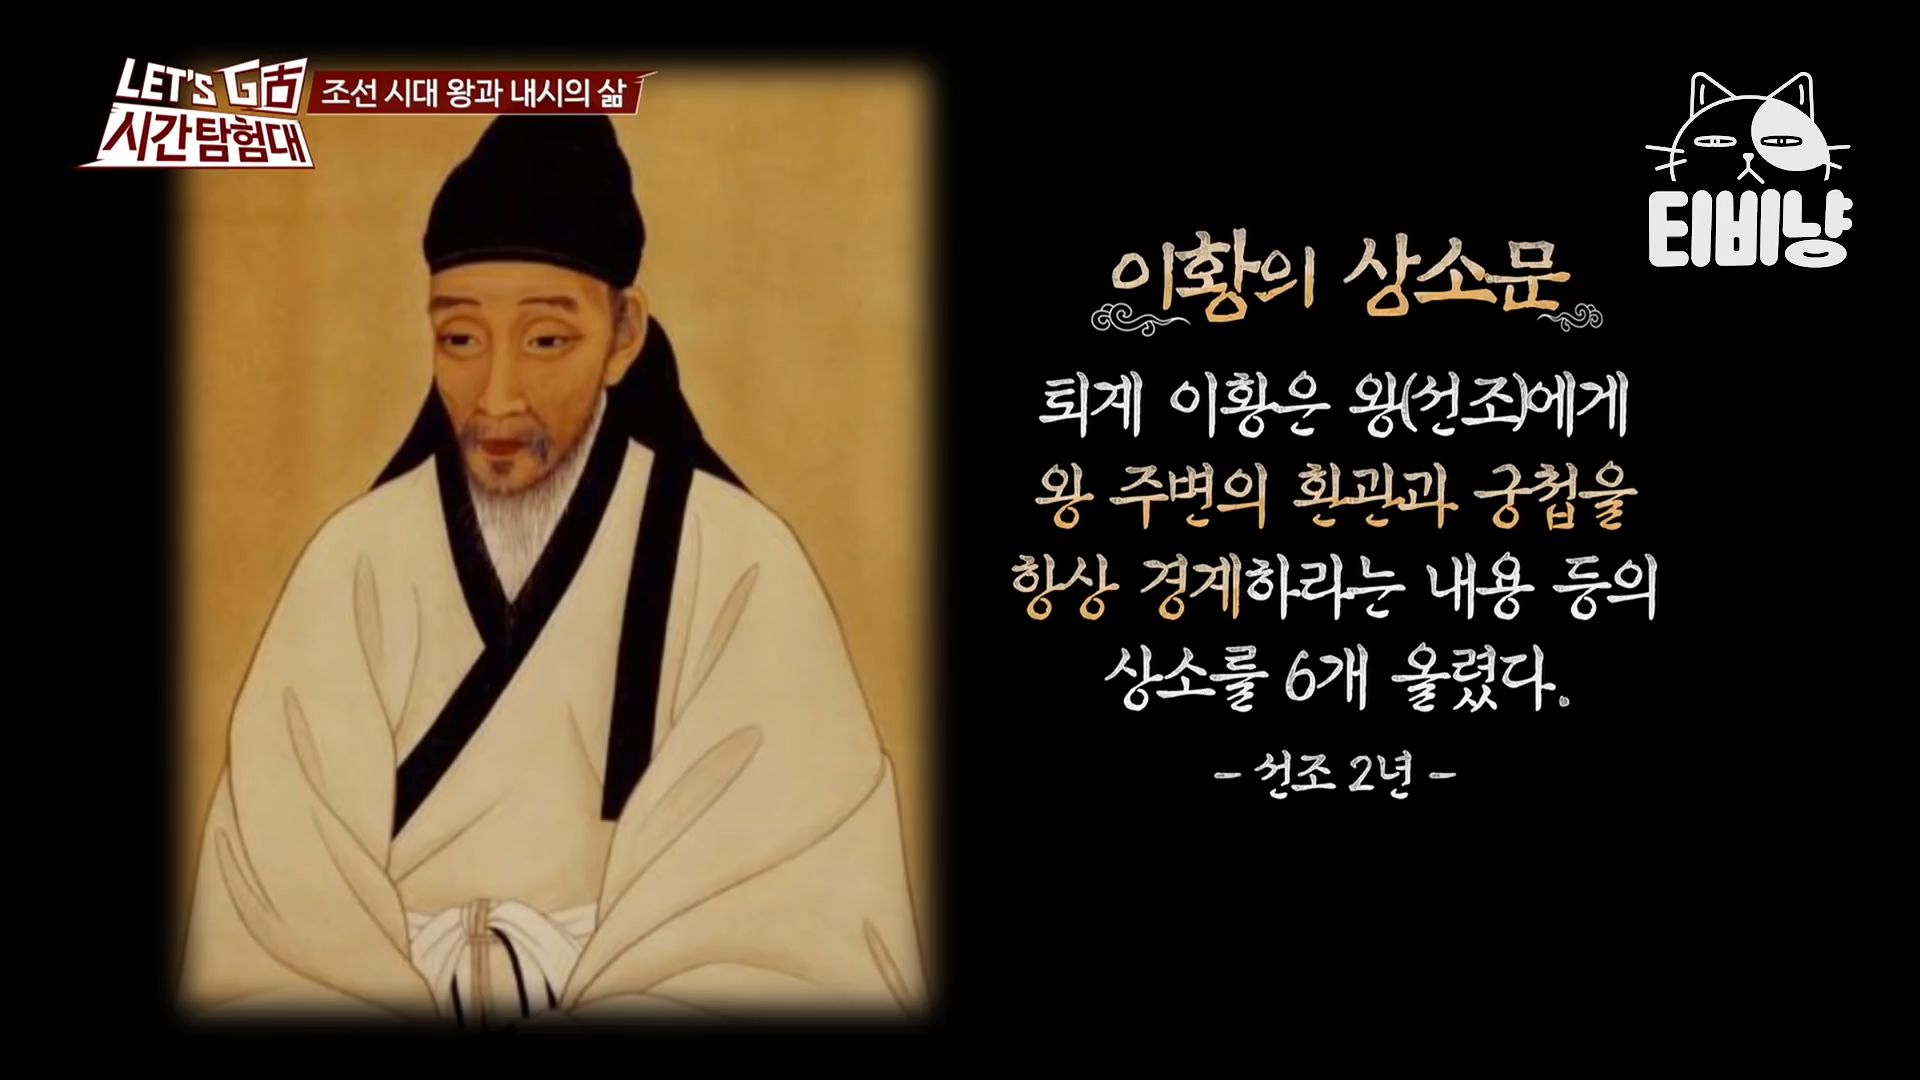 LET'S G古
시간탐험대
조선 시대 왕과 내시의 삶
티비냥
이황의 상소문
퇴계 이황은 왕(선조)에게
왕 주변의 환관과 궁첩을
항상 경계하라는 내용 등의
상소를 6개 올렸다.
- 선조 2년 -